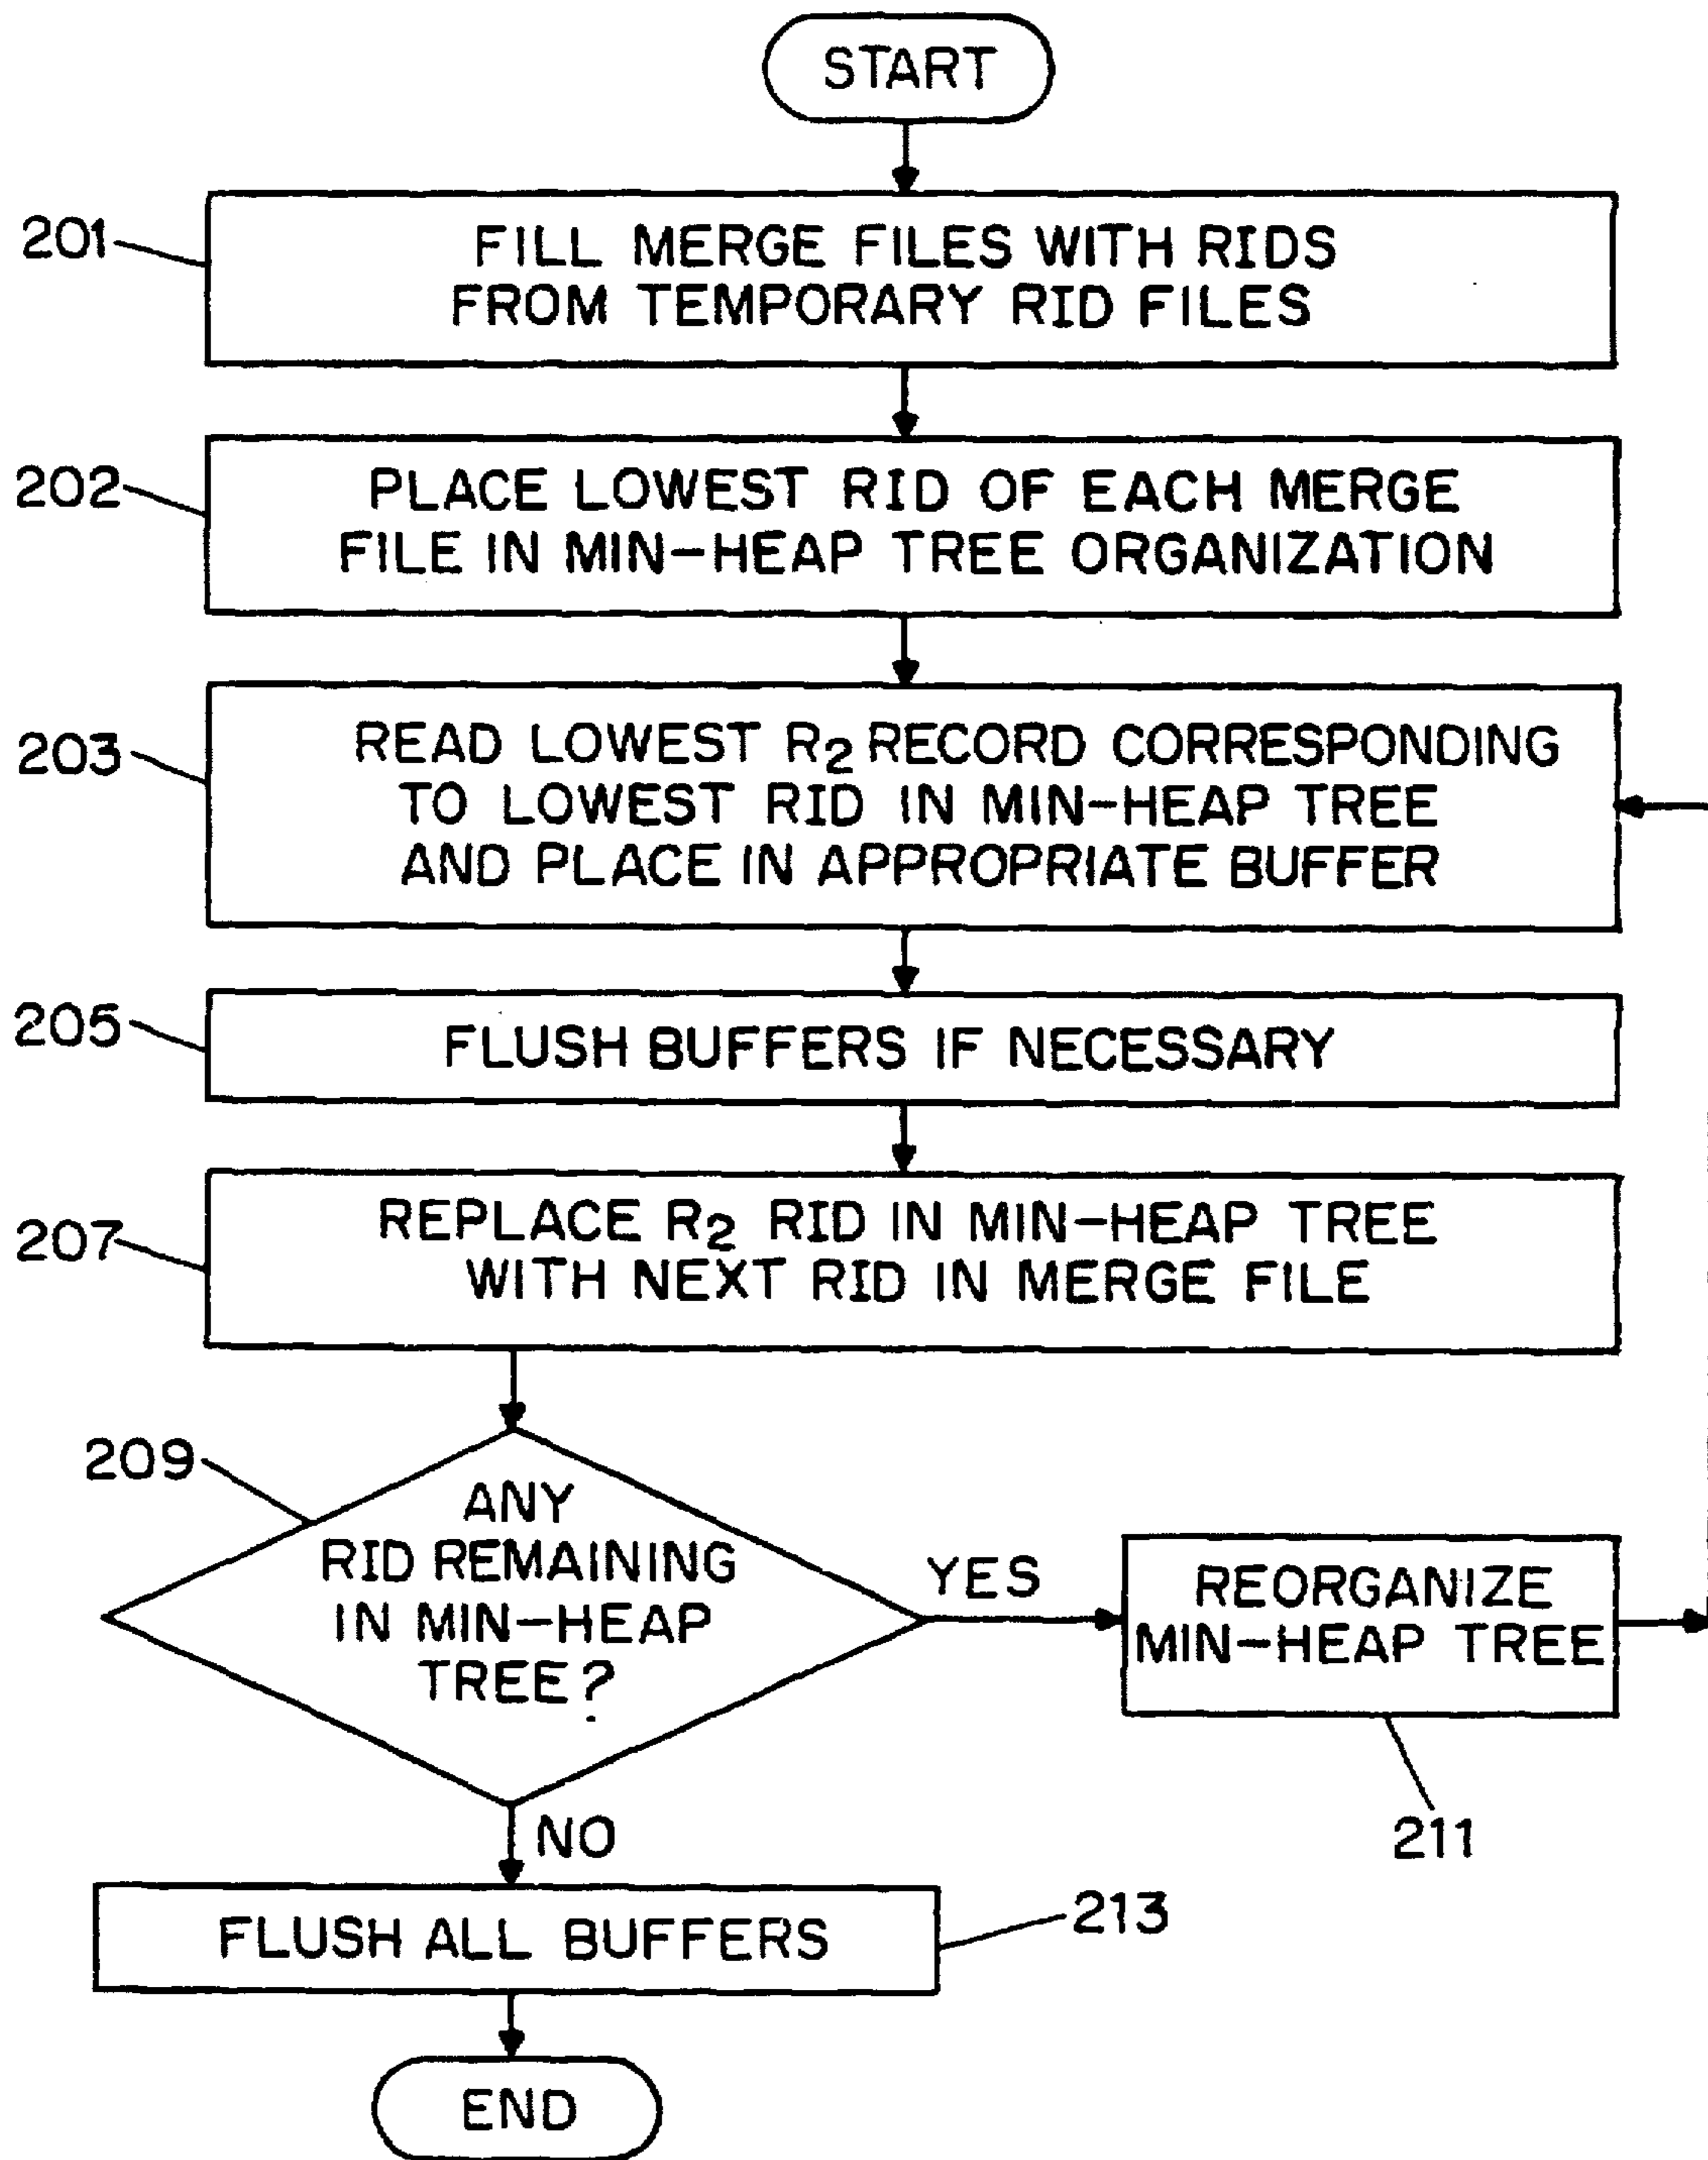 START
201
FILL MERGE FILES WITH RIDS
FROM TEMPORARY RID FILES
202
PLACE LOWEST RID OF EACH MERGE
FILE IN MIN-HEAP TREE ORGANIZATION
203
READ LOWEST R2 RECORD CORRESPONDING
TO LOWEST RID IN MIN-HEAP TREE
AND PLACE IN APPROPRIATE BUFFER
205
FLUSH BUFFERS IF NECESSARY
207
REPLACE R2 RID IN MIN-HEAP TREE
WITH NEXT RID IN MERGE FILE
209
ANY
RID REMAINING
IN MIN-HEAP
TREE?
YES
REORGANIZE
MIN-HEAP TREE
211
NO
FLUSH ALL BUFFERS
213
END